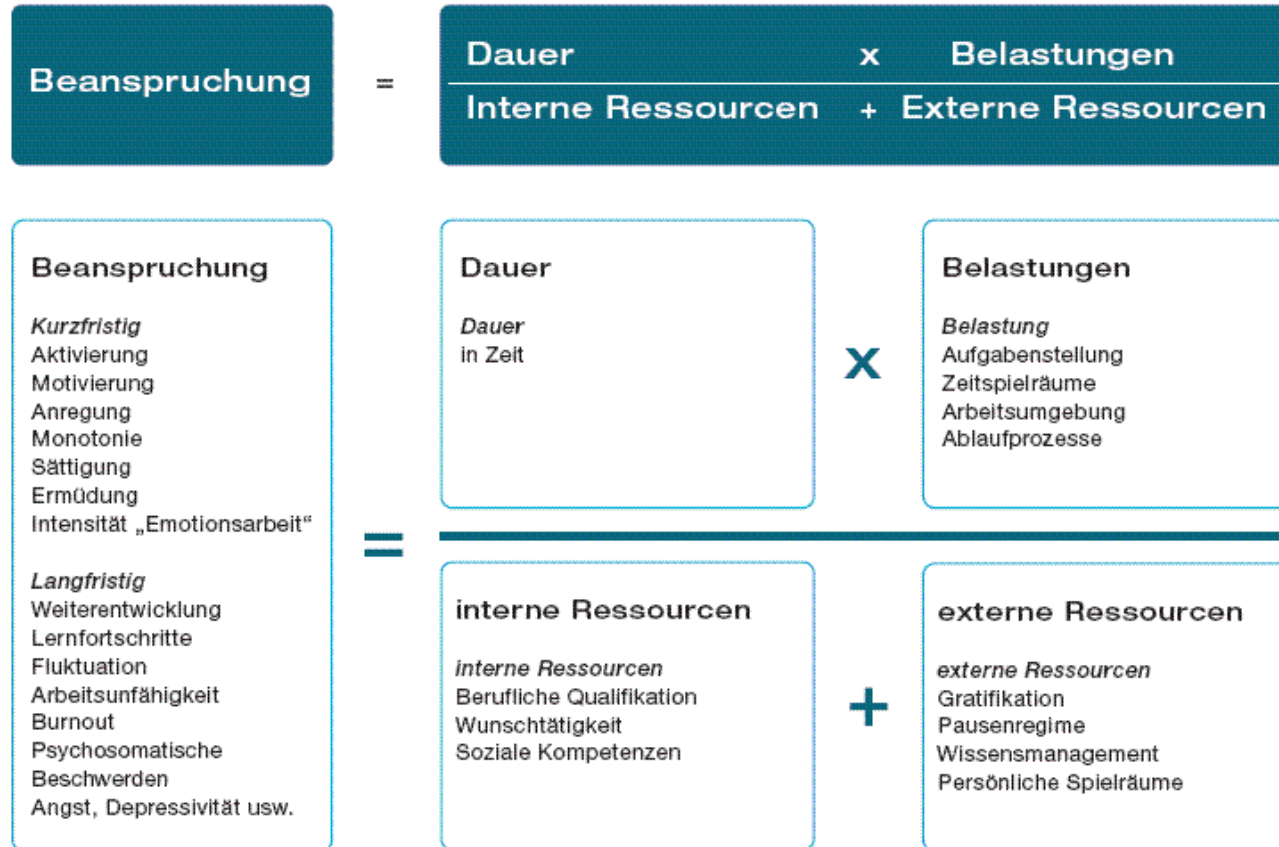 Beanspruchung
=
Dauer x Belastungen
Interne Ressourcen + Externe Ressourcen
Beanspruchung
Kurzfristig
Aktivierung
Motivierung
Anregung
Monotonie
Sättigung
Ermüdung
Intensität „Emotionsarbeit“
Langfristig
Weiterentwicklung
Lernfortschritte
Fluktuation
Arbeitsunfähigkeit
Burnout
Psychosomatische
Beschwerden
Angst, Depressivität usw.
=
Dauer
Dauer
in Zeit
x
Belastungen
Belastung
Aufgabenstellung
Zeitspielräume
Arbeitsumgebung
Ablaufprozesse
interne Ressourcen
interne Ressourcen
Berufliche Qualifikation
Wunschtätigkeit
Soziale Kompetenzen
+
externe Ressourcen
externe Ressourcen
Gratifikation
Pausenregime
Wissensmanagement
Persönliche Spielräume